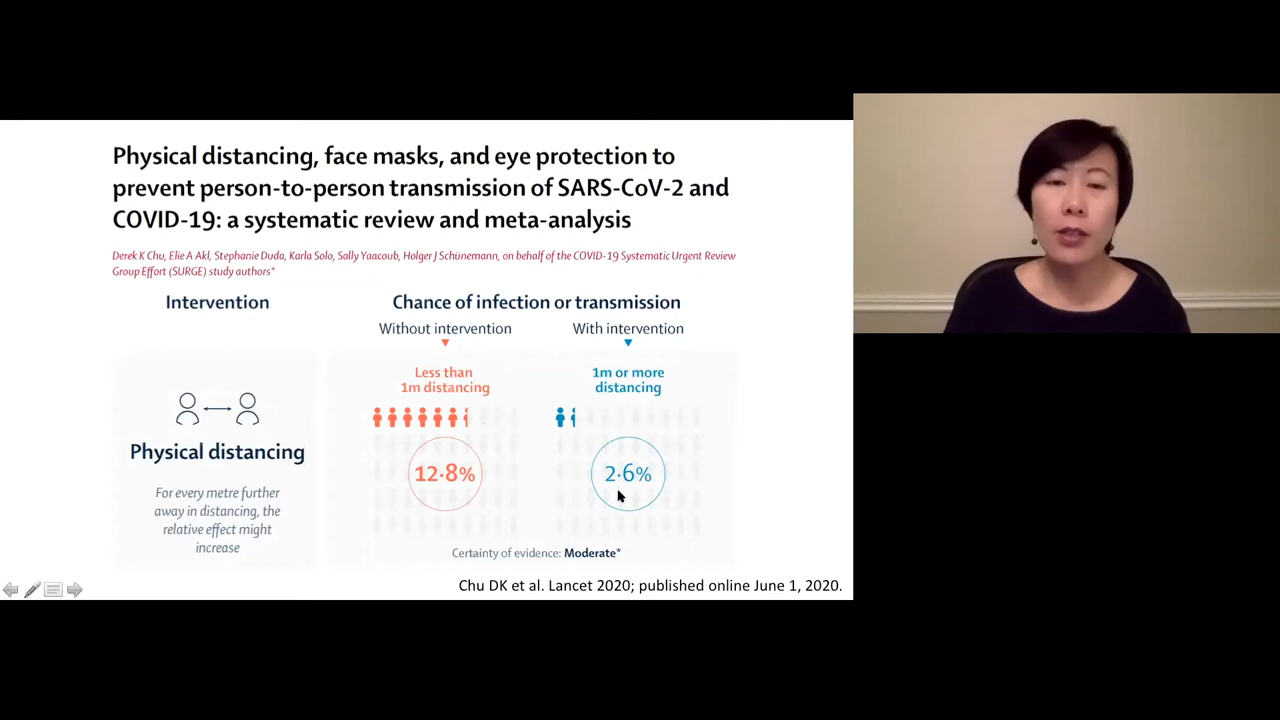 Physical distancing, face masks, and eye protection to
prevent person-to-person transmission of SARS-CoV-2 and
COVID-19: a systematic review and meta-analysis
Derek K Chu, Elie A Akl, Stephanie Duda, Karla Solo, Sally Yaacoub, Holger J Schünemann, on behalf of the COVID-19 Systematic Urgent Review
Group Effort (SURGE) study authors*
Intervention
Chance of infection or transmission
Without intervention
With intervention
Less than
1m distancing
1m or more
distancing
Physical distancing
12·8%
2·6%
For every metre further
away in distancing, the
relative effect might
increase
Certainty of evidence: Moderate*
Chu DK et al. Lancet 2020; published online June 1, 2020.